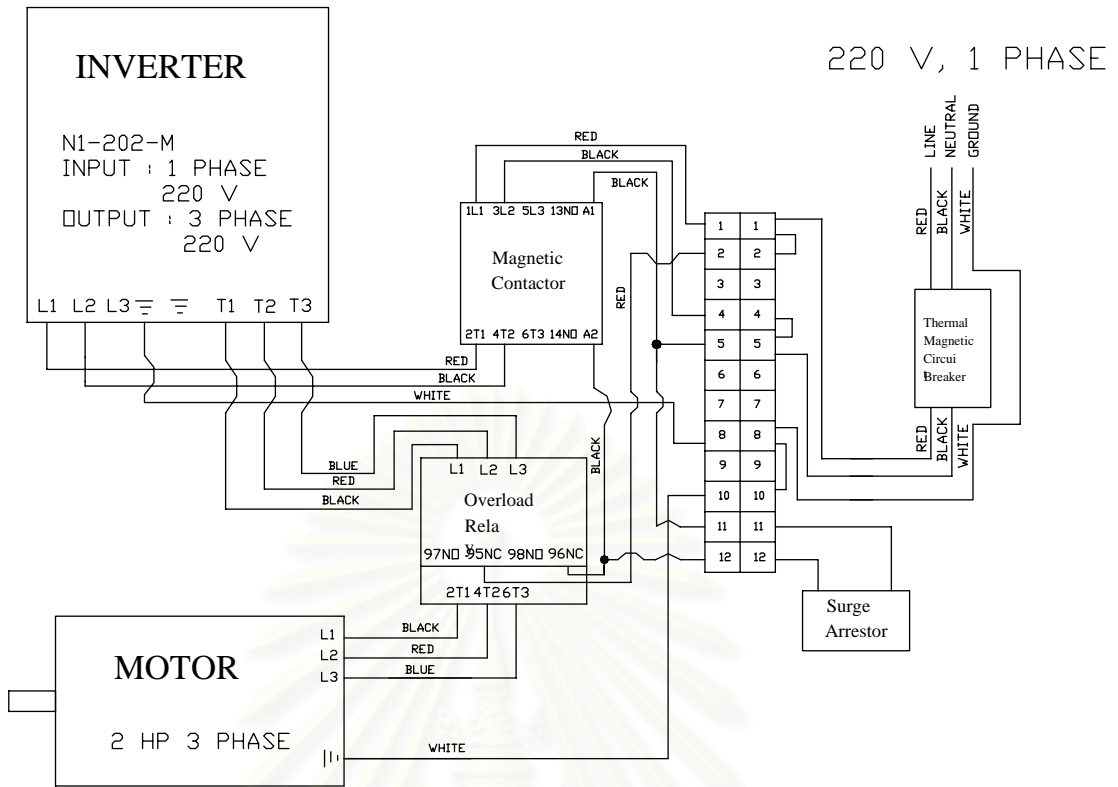 INVERTER
N1-202-M
INPUT : 1 PHASE
220 V
OUTPUT : 3 PHASE
220 V
L1 L2 L3 T1 T2 T3
220 V, 1 PHASE
LINE
NEUTRAL
GROUND
RED
BLACK
WHITE
RED
BLACK
BLACK
1L1 3L2 5L3 13NO A1
Magnetic
Contactor
2T1 4T2 6T3 14NO A2
RED
BLACK
WHITE
RED
BLACK
1 1
2 2
3 3
4 4
5 5
6 6
7 7
8 8
9 9
10 10
11 11
12 12
Thermal
Magnetic
Circui
t
Breaker
RED
BLACK
WHITE
BLUE
RED
BLACK
L1 L2 L3
Overload
Rela
y
97NO 95NC 98NO 96NC
2T1 4T2 6T3
Surge
Arrestor
BLACK
RED
BLUE
WHITE
L1
L2
L3
MOTOR
2 HP 3 PHASE